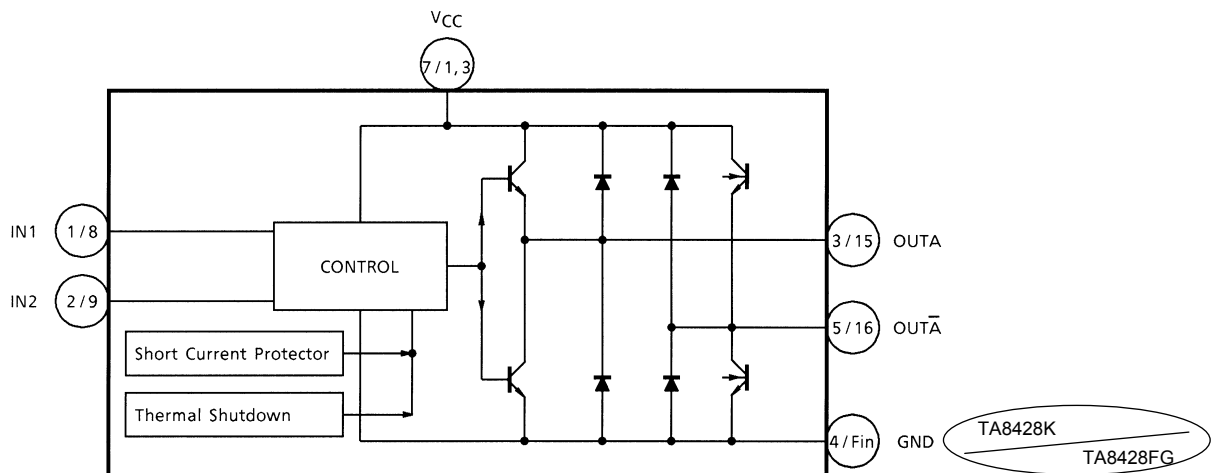 VCC
7/1, 3
IN1
1/8
CONTROL
3/15
OUTA
IN2
2/9
5/16
OUTA̅
Short Current Protector
Thermal Shutdown
4/Fin
GND
TA8428K
TA8428FG